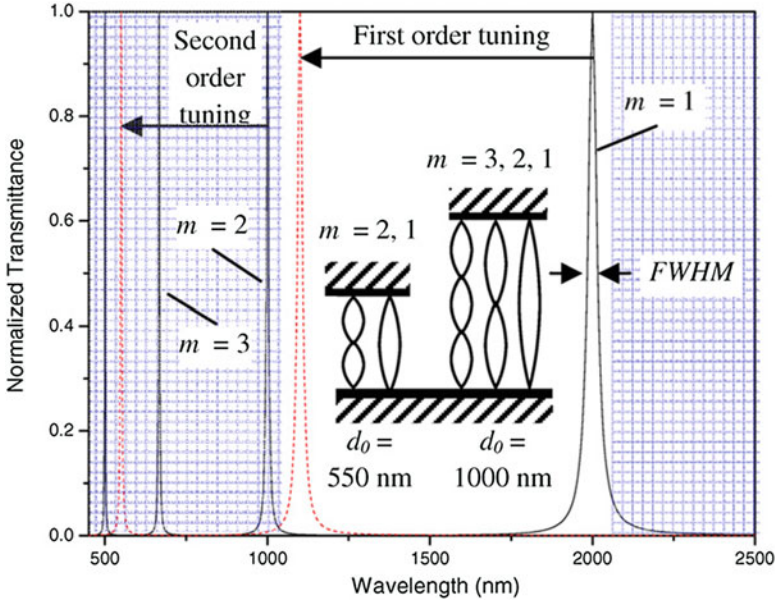 1.0
0.8
0.6
0.4
0.2
0.0
Normalized Transmittance
Second
order
tuning
First order tuning
m = 1
m = 3, 2, 1
m = 2, 1
m = 2
m = 3
FWHM
d0 =
550 nm
d0 =
1000 nm
500
1000
1500
2000
2500
Wavelength (nm)